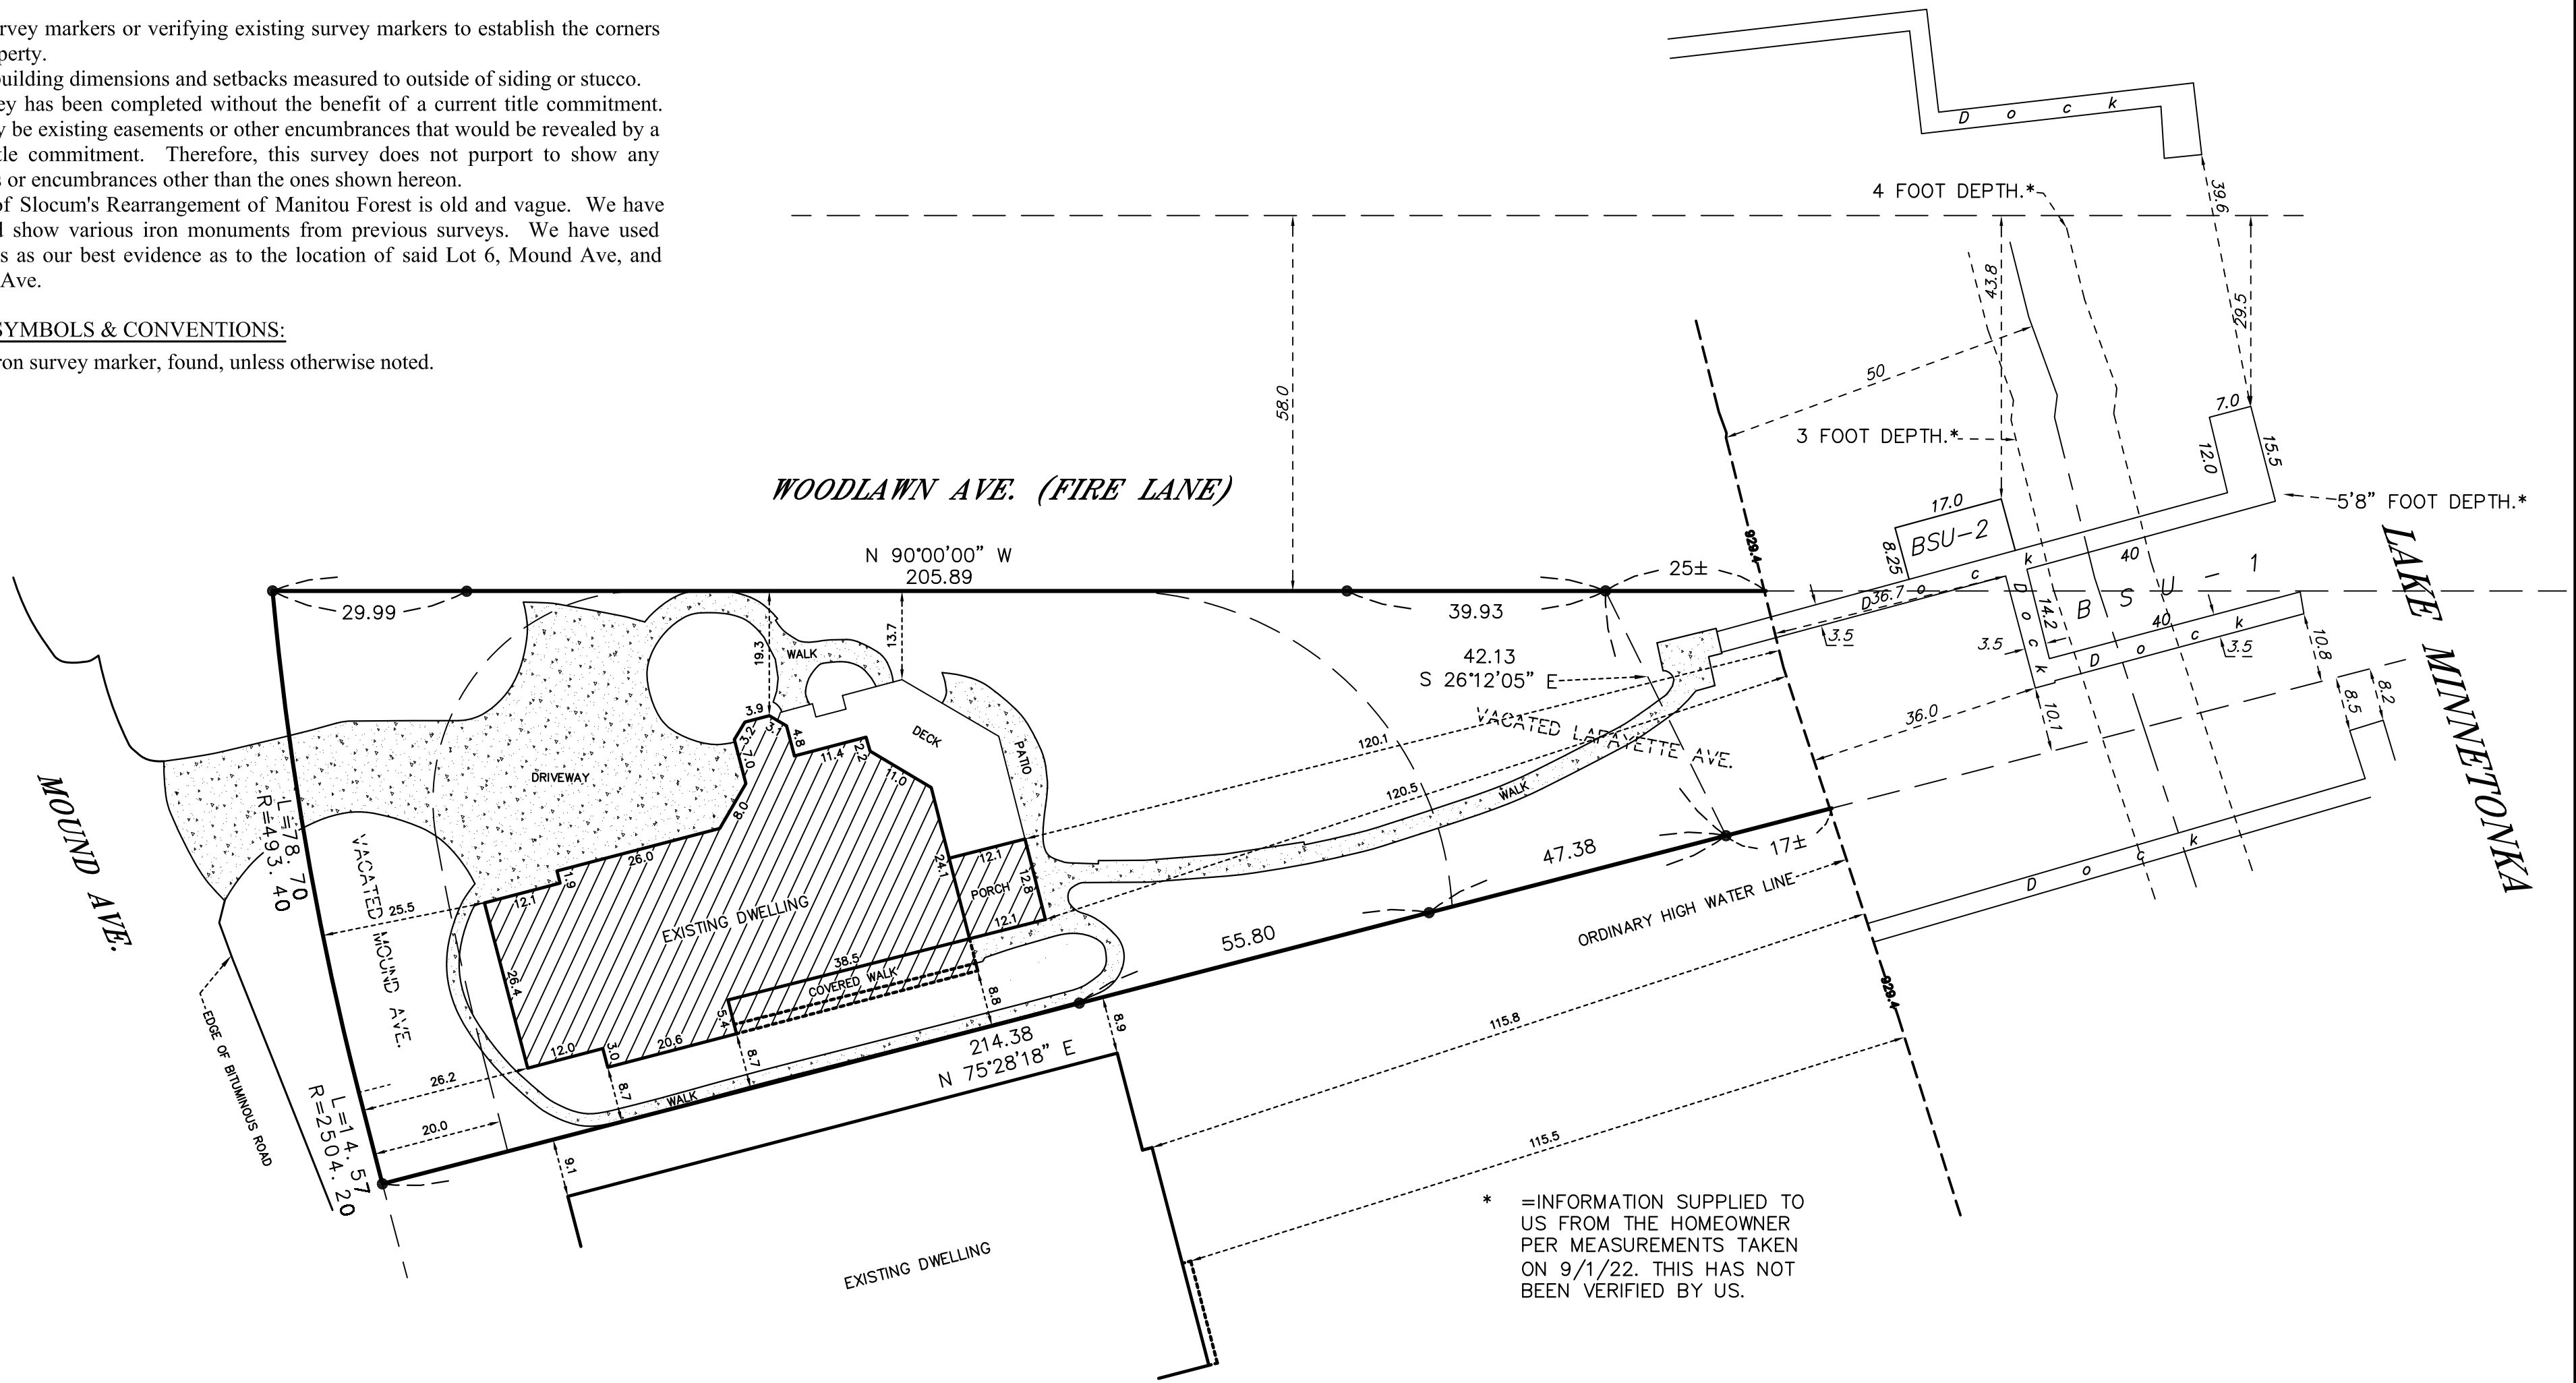 rvey markers or verifying existing survey markers to establish the corners
perty.
building dimensions and setbacks measured to outside of siding or stucco.
ey has been completed without the benefit of a current title commitment.
y be existing easements or other encumbrances that would be revealed by a
tle commitment. Therefore, this survey does not purport to show any
s or encumbrances other than the ones shown hereon.
of Slocum's Rearrangement of Manitou Forest is old and vague. We have
d show various iron monuments from previous surveys. We have used
s as our best evidence as to the location of said Lot 6, Mound Ave, and
Ave.
SYMBOLS & CONVENTIONS:
ron survey marker, found, unless otherwise noted.
Dock
39.6
4 FOOT DEPTH.*
43.8
29.5
58.0
50
3 FOOT DEPTH.*
7.0
12.0
15.5
5'8" FOOT DEPTH.*
WOODLAWN AVE. (FIRE LANE)
17.0
BSU-2
8.25
929.4
N 90°00'00" W
205.89
25±
29.99
39.93
Dock
36.7
3.5
40
BSU-1
Dock
14.2
3.5
40
Dock
3.5
10.8
8.2
8.5
10.1
36.0
LAKE MINNETONKA
42.13
S 26°12'05" E
VACATED LAFAYETTE AVE.
19.3
13.7
WALK
DECK
PATIO
3.9
3.2
3.1
4.8
7.0
11.4
2.2
11.0
8.0
DRIVEWAY
120.1
120.5
WALK
L=78.70
R=493.40
MOUND AVE.
VACATED MOUND AVE.
25.5
12.1
1.9
26.0
24.1
12.1
12.8
PORCH
12.1
EXISTING DWELLING
26.4
38.5
COVERED WALK
5.4
12.0
3.0
20.6
8.8
8.7
8.7
8.9
WALK
214.38
N 75°28'18" E
55.80
47.38
17±
ORDINARY HIGH WATER LINE
Dock
929.4
EDGE OF BITUMINOUS ROAD
26.2
20.0
L=14.57
R=2504.20
9.1
EXISTING DWELLING
115.8
115.5
* =INFORMATION SUPPLIED TO
US FROM THE HOMEOWNER
PER MEASUREMENTS TAKEN
ON 9/1/22. THIS HAS NOT
BEEN VERIFIED BY US.